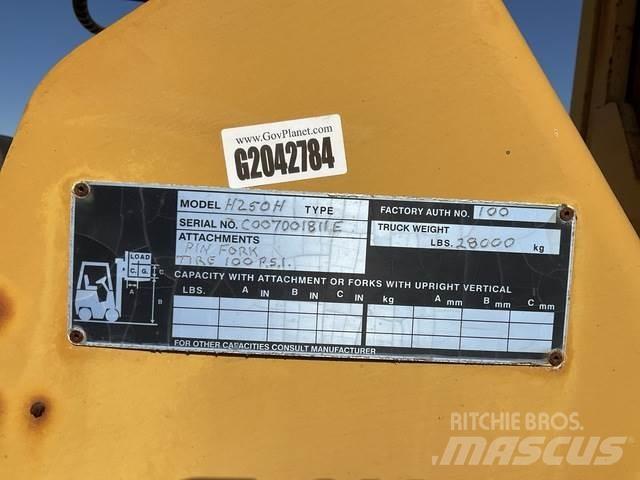 www.GovPlanet.com
G2042784
MODEL H250H TYPE
FACTORY AUTH NO. 100
SERIAL NO. C007D01811E
TRUCK WEIGHT
LBS. 28000 kg
ATTACHMENTS
PIN FORK
TIRE 100 P.S.I.
LOAD
C. G.
A
C
B
CAPACITY WITH ATTACHMENT OR FORKS WITH UPRIGHT VERTICAL
LBS. A IN B IN C IN kg A mm B mm C mm
FOR OTHER CAPACITIES CONSULT MANUFACTURER
RITCHIE BROS.
MASCUS